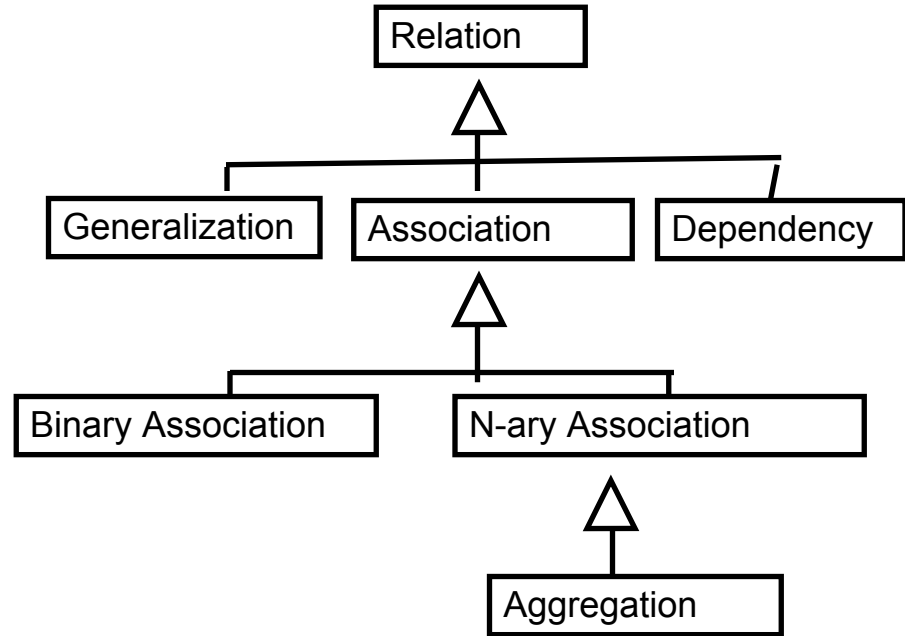 Relation
Generalization
Association
Dependency
Binary Association
N-ary Association
Aggregation